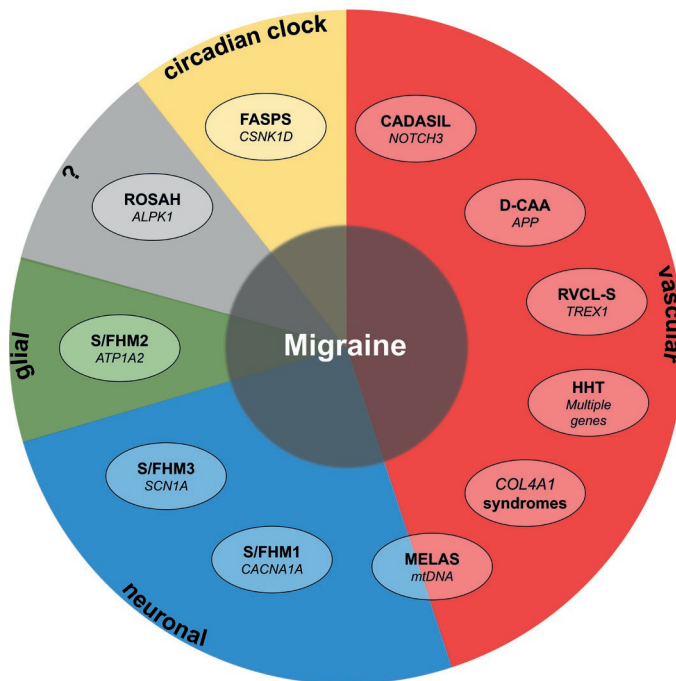 circadian clock
FASPS
CSNK1D
CADASIL
NOTCH3
?
ROSAH
ALPK1
D-CAA
APP
vascular
RVCL-S
TREX1
Migraine
glial
S/FHM2
ATP1A2
HHT
Multiple
genes
S/FHM3
SCN1A
COL4A1
syndromes
S/FHM1
CACNA1A
MELAS
mtDNA
neuronal